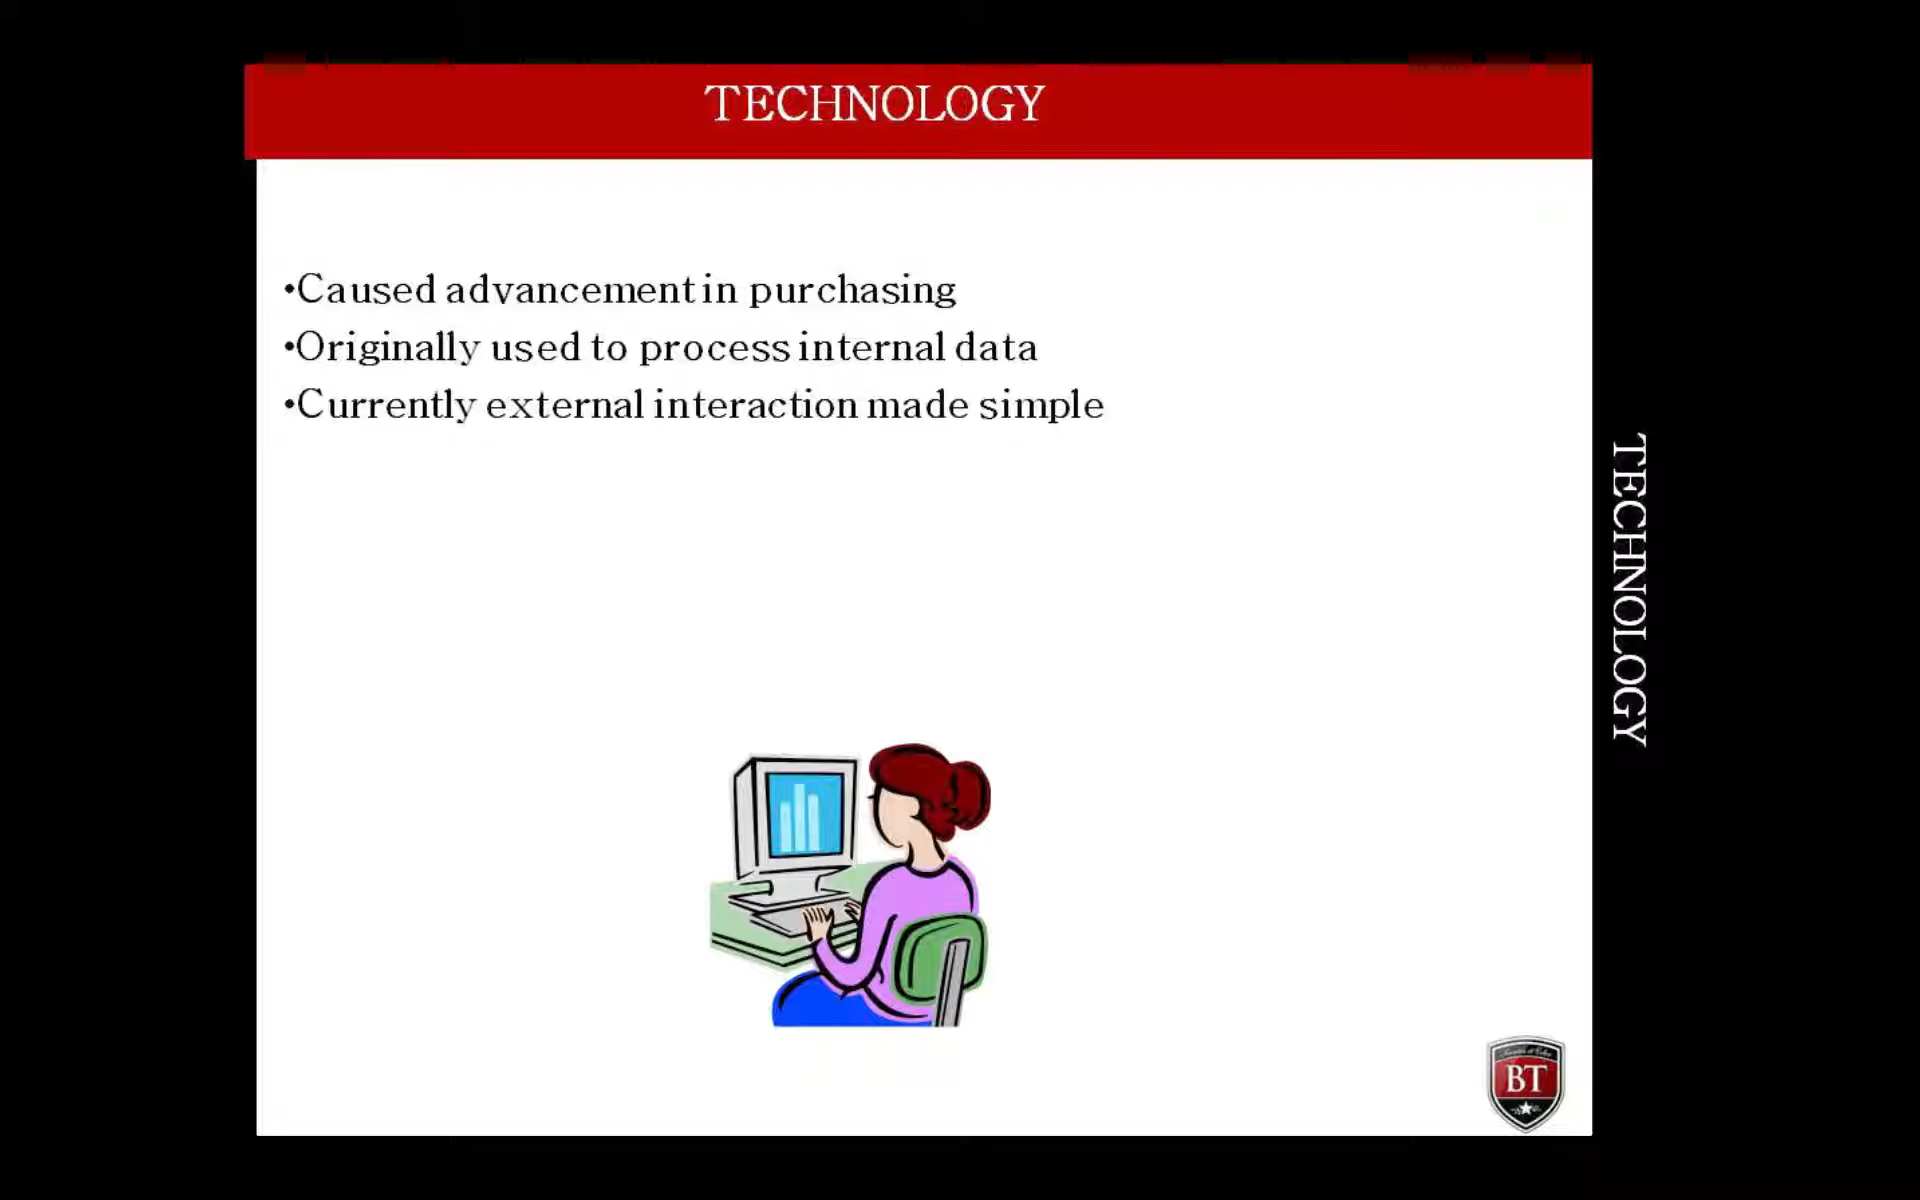 TECHNOLOGY
•Caused advancement in purchasing
•Originally used to process internal data
•Currently external interaction made simple
TECHNOLOGY
BT